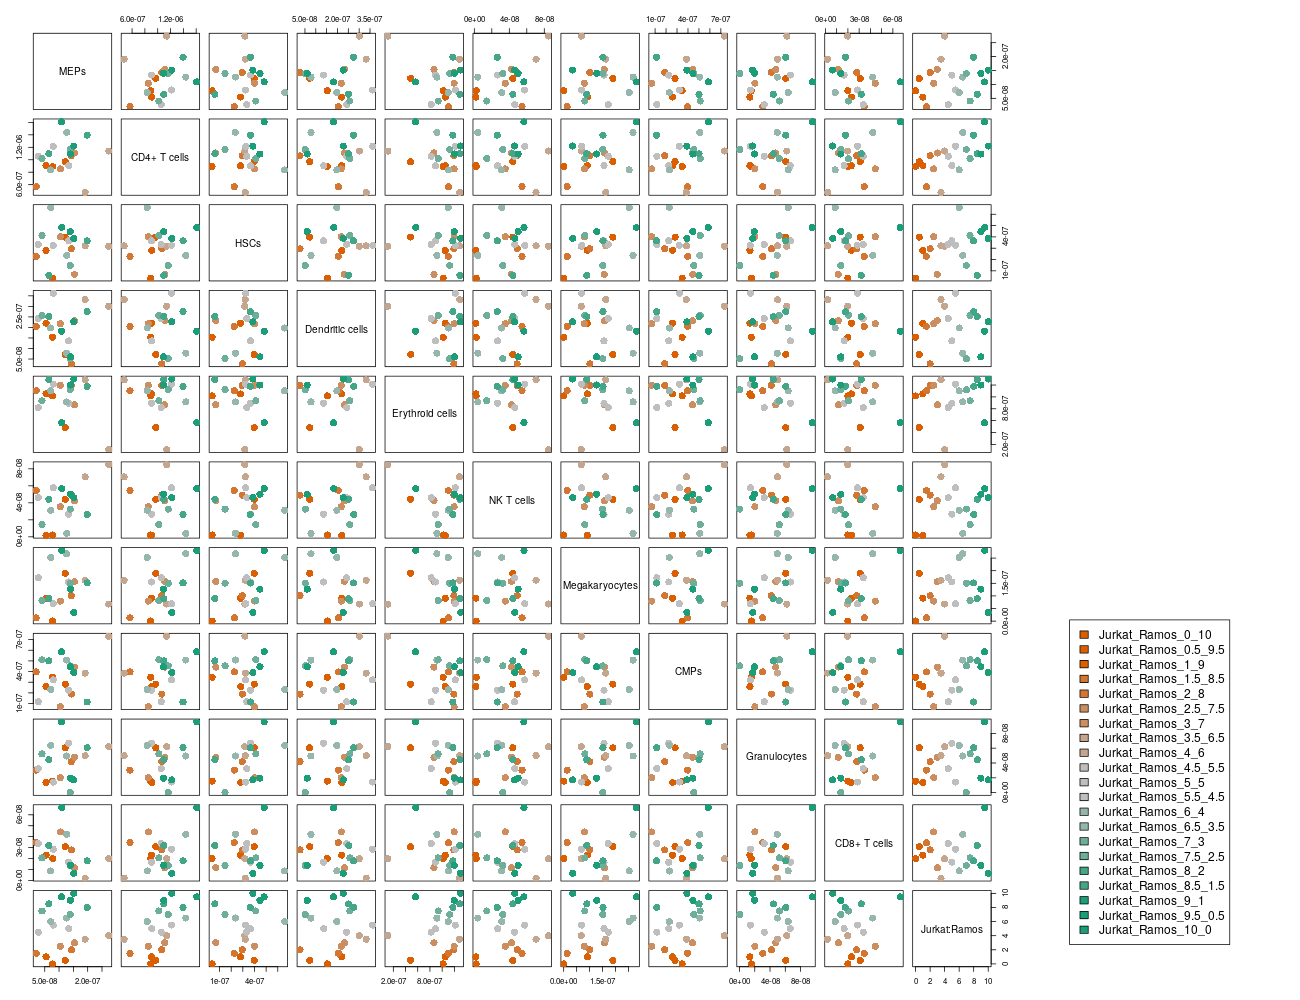 6.0e-07 1.2e-06 5.0e-08 2.0e-07 3.5e-07 0e+00 4e-08 8e-08 1e-07 4e-07 7e-07 0e+00 3e-08 6e-08
MEPs
5.0e-08 2.0e-07
CD4+ T cells
6.0e-07 1.2e-06
HSCs
1e-07 4e-07
Dendritic cells
5.0e-08 2.5e-07
Erythroid cells
2.0e-07 8.0e-07
NK T cells
0e+00 4e-08 8e-08
Megakaryocytes
0.0e+00 1.5e-07
CMPs
1e-07 4e-07 7e-07
Granulocytes
0e+00 4e-08 8e-08
CD8+ T cells
0e+00 3e-08 6e-08
Jurkat:Ramos
0 2 4 6 8 10
5.0e-08 2.0e-07 1e-07 4e-07 2.0e-07 8.0e-07 0.0e+00 1.5e-07 0e+00 4e-08 8e-08 0 2 4 6 8 10
Jurkat_Ramos_0_10
Jurkat_Ramos_0.5_9.5
Jurkat_Ramos_1_9
Jurkat_Ramos_1.5_8.5
Jurkat_Ramos_2_8
Jurkat_Ramos_2.5_7.5
Jurkat_Ramos_3_7
Jurkat_Ramos_3.5_6.5
Jurkat_Ramos_4_6
Jurkat_Ramos_4.5_5.5
Jurkat_Ramos_5_5
Jurkat_Ramos_5.5_4.5
Jurkat_Ramos_6_4
Jurkat_Ramos_6.5_3.5
Jurkat_Ramos_7_3
Jurkat_Ramos_7.5_2.5
Jurkat_Ramos_8_2
Jurkat_Ramos_8.5_1.5
Jurkat_Ramos_9_1
Jurkat_Ramos_9.5_0.5
Jurkat_Ramos_10_0